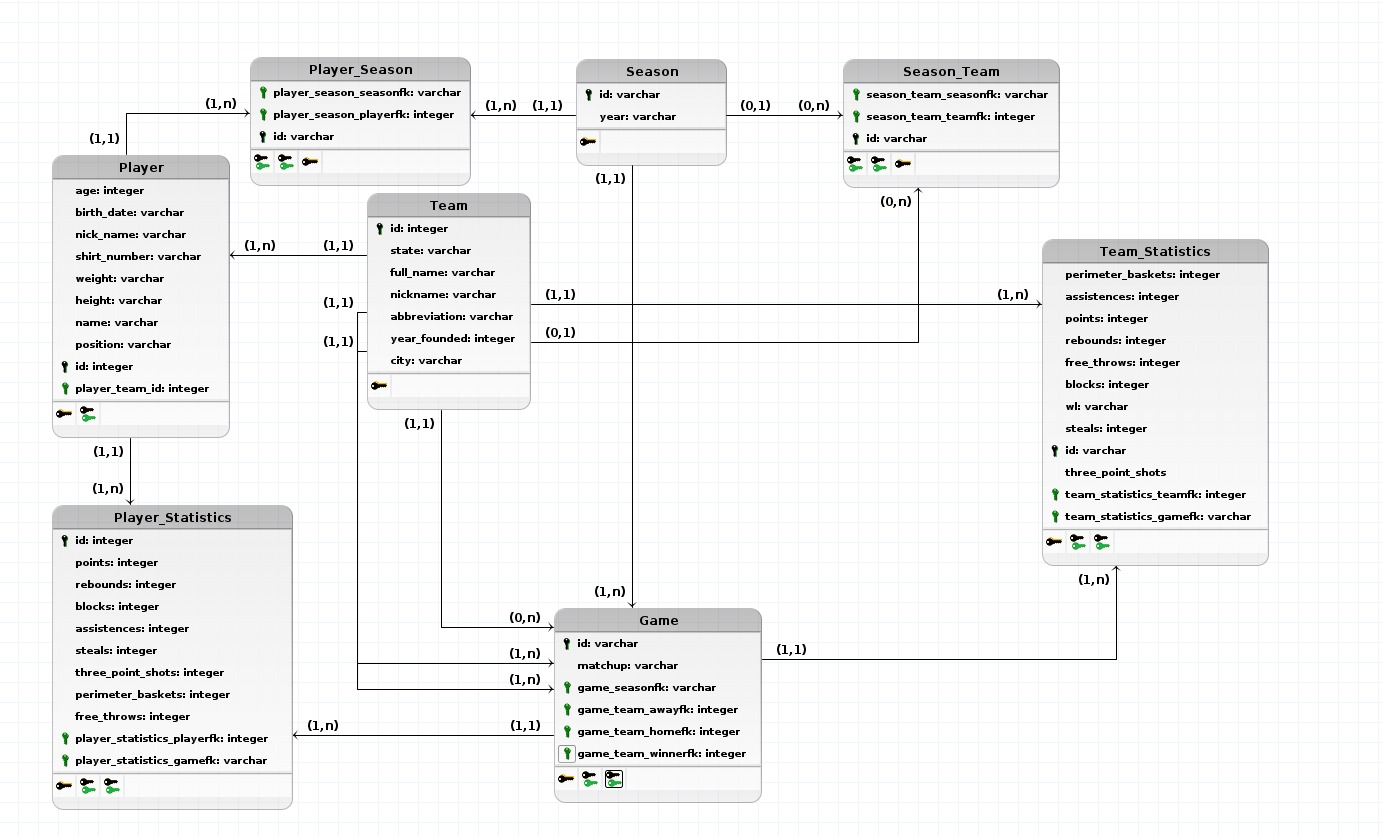 Player_Season
player_season_seasonfk: varchar
player_season_playerfk: integer
id: varchar
Season
id: varchar
year: varchar
Season_Team
season_team_seasonfk: varchar
season_team_teamfk: integer
id: varchar
(1,n)
(1,1)
(1,n)
(1,1)
(0,1)
(0,n)
(1,1)
(0,n)
Player
age: integer
birth_date: varchar
nick_name: varchar
shirt_number: varchar
weight: varchar
height: varchar
name: varchar
position: varchar
id: integer
player_team_id: integer
(1,n)
(1,1)
Team
id: integer
state: varchar
full_name: varchar
nickname: varchar
abbreviation: varchar
year_founded: integer
city: varchar
(1,1)
(1,1)
(1,1)
(1,n)
(0,1)
(1,1)
Team_Statistics
perimeter_baskets: integer
assistences: integer
points: integer
rebounds: integer
free_throws: integer
blocks: integer
wl: varchar
steals: integer
id: varchar
three_point_shots
team_statistics_teamfk: integer
team_statistics_gamefk: varchar
(1,n)
(1,1)
(1,n)
Player_Statistics
id: integer
points: integer
rebounds: integer
blocks: integer
assistences: integer
steals: integer
three_point_shots: integer
perimeter_baskets: integer
free_throws: integer
player_statistics_playerfk: integer
player_statistics_gamefk: varchar
(1,n)
(0,n)
(1,n)
(1,n)
(1,n)
(1,1)
Game
id: varchar
matchup: varchar
game_seasonfk: varchar
game_team_awayfk: integer
game_team_homefk: integer
game_team_winnerfk: integer
(1,1)